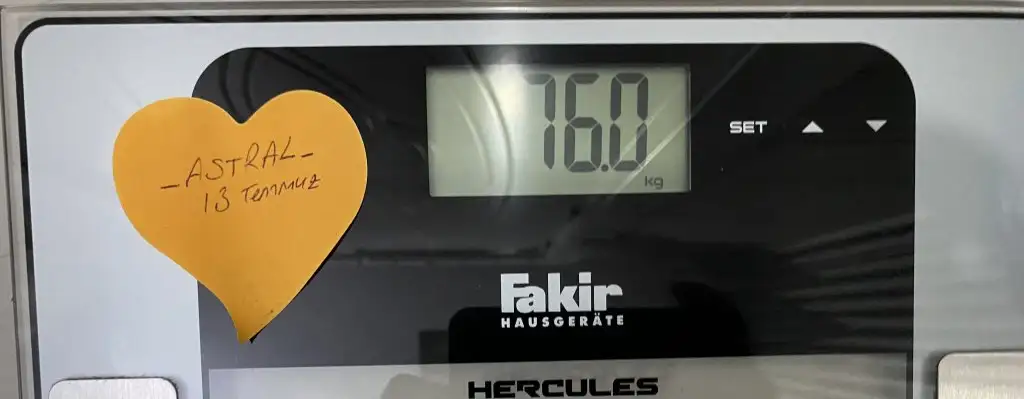 -ASTRAL-
13 Temmuz
76.0
kg
SET
Fakir
HAUSGERÄTE
HERCULES